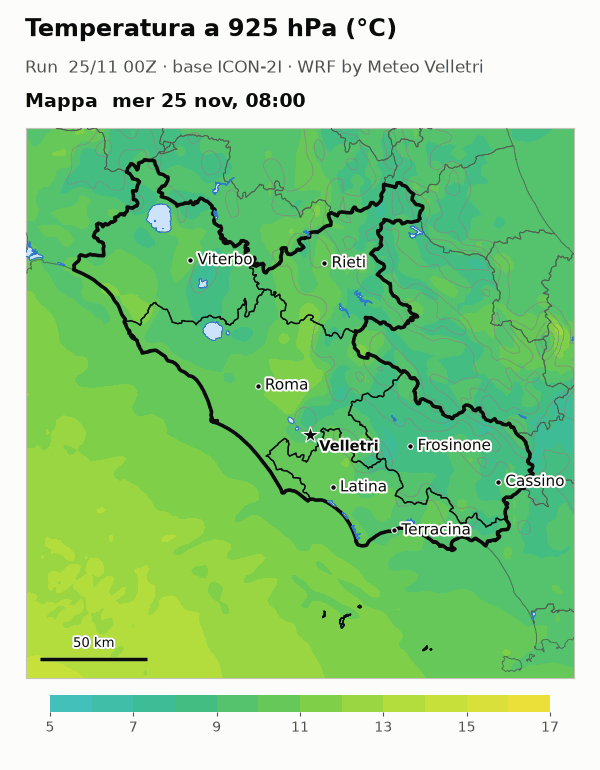 Temperatura a 925 hPa (°C)
Run  25/11 00Z · base ICON-2I · WRF by Meteo Velletri
Mappa  mer 25 nov, 08:00
Viterbo
Rieti
Roma
Velletri
Frosinone
Latina
Cassino
Terracina
50 km
5 7 9 11 13 15 17